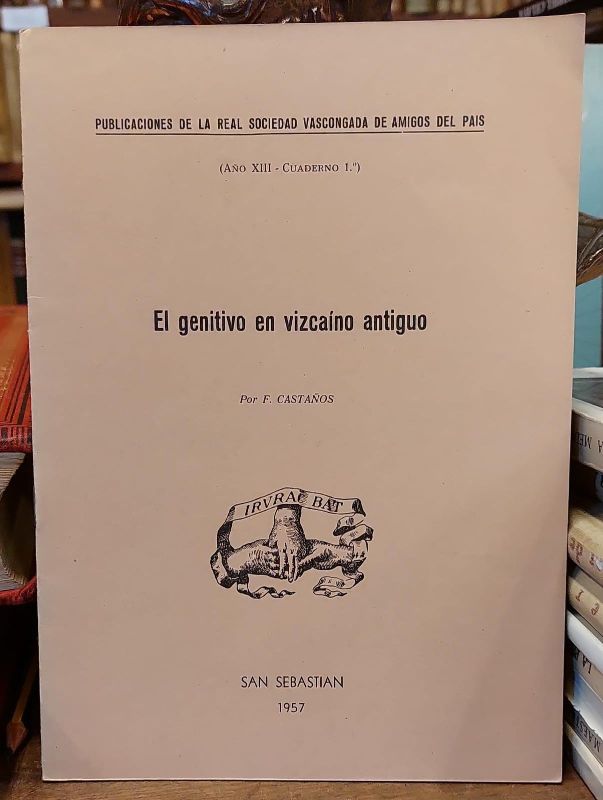 PUBLICACIONES DE LA REAL SOCIEDAD VASCONGADA DE AMIGOS DEL PAIS
(AÑO XIII - CUADERNO 1.º)
El genitivo en vizcaíno antiguo
Por F. CASTAÑOS
IRVRAC BAT
SAN SEBASTIAN
1957